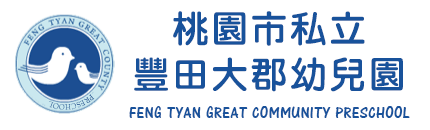 FENG TYAN GREAT COUNTY
PRESCHOOL
桃園市私立
豐田大郡幼兒園
FENG TYAN GREAT COMMUNITY PRESCHOOL